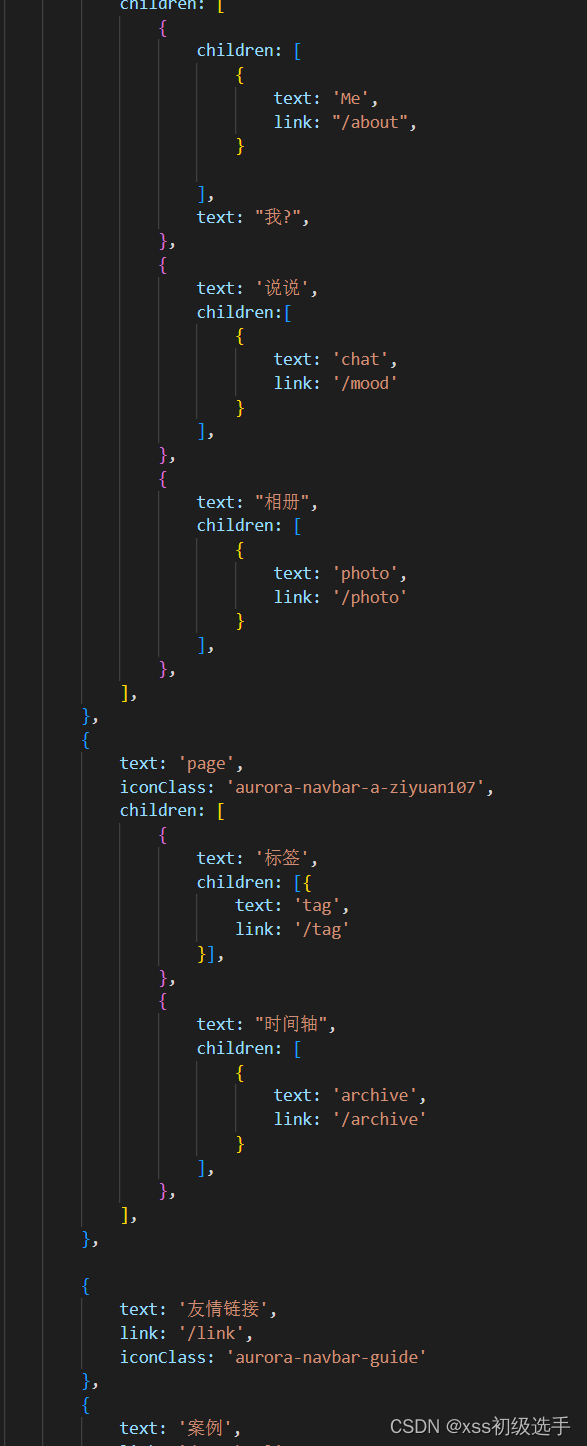 children: [
{
children: [
{
text: 'Me',
link: "/about",
}
],
text: "我?",
},
{
text: '说说',
children:[
{
text: 'chat',
link: '/mood'
}
],
},
{
text: "相册",
children: [
{
text: 'photo',
link: '/photo'
}
],
},
],
},
{
text: 'page',
iconClass: 'aurora-navbar-a-ziyuan107',
children: [
{
text: '标签',
children: [{
text: 'tag',
link: '/tag'
}],
},
{
text: "时间轴",
children: [
{
text: 'archive',
link: '/archive'
}
],
},
],
},
{
text: '友情链接',
link: '/link',
iconClass: 'aurora-navbar-guide'
},
{
text: '案例',
CSDN @xss初级选手